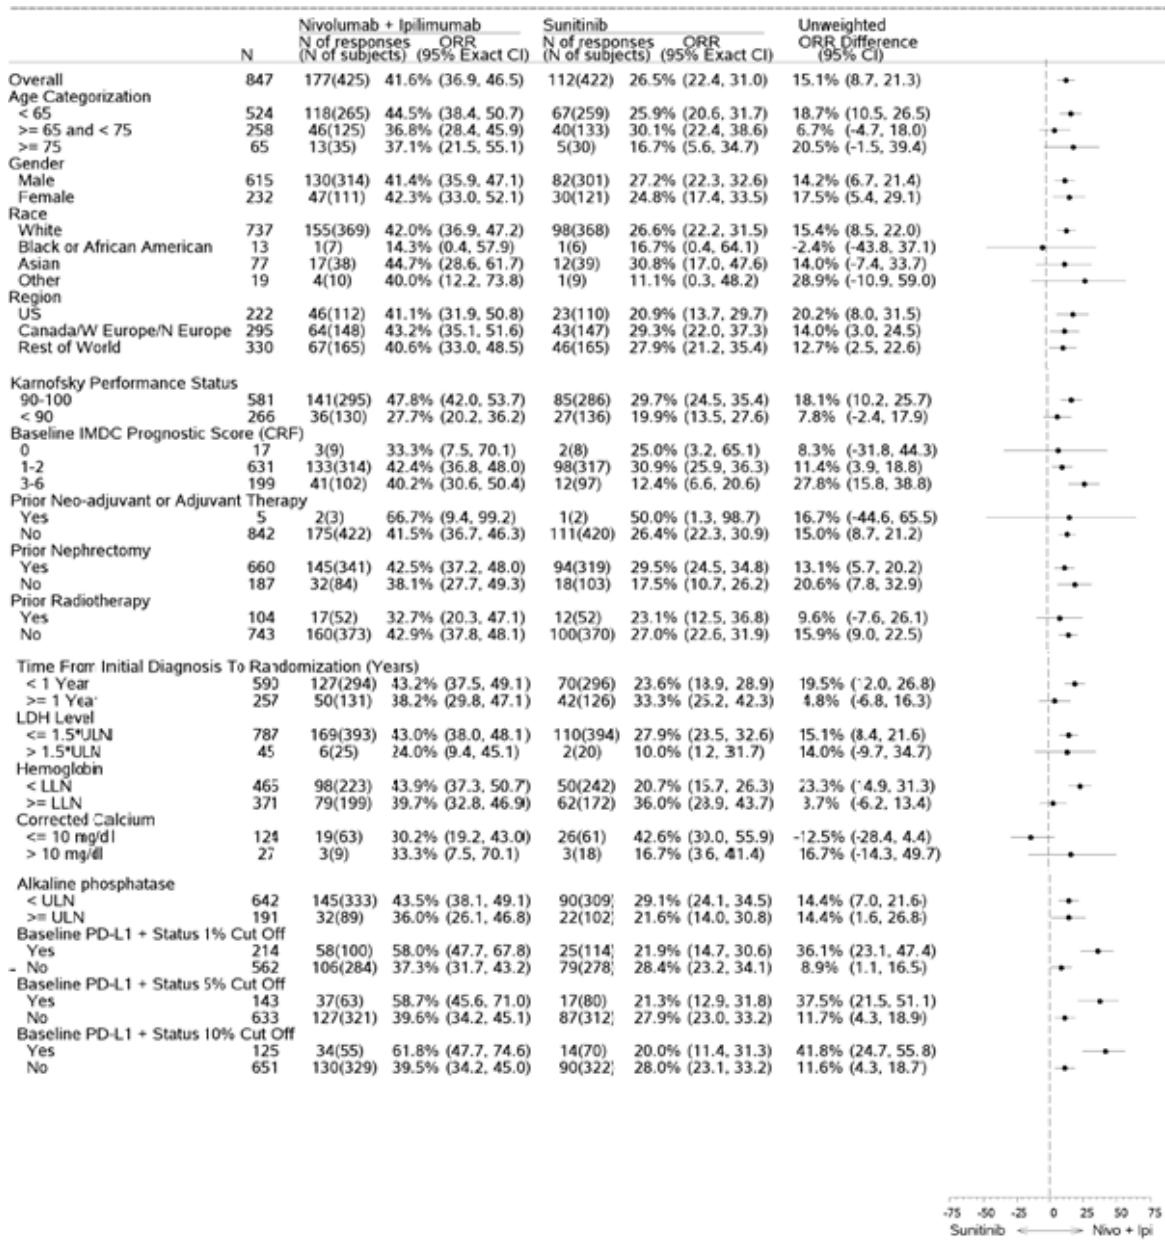 Nivolumab + Ipilimumab Sunitinib Unweighted
N of responses ORR N of responses ORR ORR Difference
N (N of subjects) (95% Exact CI) (N of subjects) (95% Exact CI) (95% CI)
Overall 847 177(425) 41.6% (36.9, 46.5) 112(422) 26.5% (22.4, 31.0) 15.1% (8.7, 21.3)
Age Categorization
< 65 524 118(265) 44.5% (38.4, 50.7) 67(259) 25.9% (20.6, 31.7) 18.7% (10.5, 26.5)
>= 65 and < 75 258 46(125) 36.8% (28.4, 45.9) 40(133) 30.1% (22.4, 38.6) 6.7% (-4.7, 18.0)
>= 75 65 13(35) 37.1% (21.5, 55.1) 5(30) 16.7% (5.6, 34.7) 20.5% (-1.5, 39.4)
Gender
Male 615 130(314) 41.4% (35.9, 47.1) 82(301) 27.2% (22.3, 32.6) 14.2% (6.7, 21.4)
Female 232 47(111) 42.3% (33.0, 52.1) 30(121) 24.8% (17.4, 33.5) 17.5% (5.4, 29.1)
Race
White 737 155(369) 42.0% (36.9, 47.2) 98(368) 26.6% (22.2, 31.5) 15.4% (8.5, 22.0)
Black or African American 13 1(7) 14.3% (0.4, 57.9) 1(6) 16.7% (0.4, 64.1) -2.4% (-43.8, 37.1)
Asian 77 17(38) 44.7% (28.6, 61.7) 12(39) 30.8% (17.0, 47.6) 14.0% (-7.4, 33.7)
Other 19 4(10) 40.0% (12.2, 73.8) 1(9) 11.1% (0.3, 48.2) 28.9% (-10.9, 59.0)
Region
US 222 46(112) 41.1% (31.9, 50.8) 23(110) 20.9% (13.7, 29.7) 20.2% (8.0, 31.5)
Canada/W Europe/N Europe 295 64(148) 43.2% (35.1, 51.6) 43(147) 29.3% (22.0, 37.3) 14.0% (3.0, 24.5)
Rest of World 330 67(165) 40.6% (33.0, 48.5) 46(165) 27.9% (21.2, 35.4) 12.7% (2.5, 22.6)
Karnofsky Performance Status
90-100 581 141(295) 47.8% (42.0, 53.7) 85(286) 29.7% (24.5, 35.4) 18.1% (10.2, 25.7)
< 90 266 36(130) 27.7% (20.2, 36.2) 27(136) 19.9% (13.5, 27.6) 7.8% (-2.4, 17.9)
Baseline IMDC Prognostic Score (CRF)
0 17 3(9) 33.3% (7.5, 70.1) 2(8) 25.0% (3.2, 65.1) 8.3% (-31.8, 44.3)
1-2 631 133(314) 42.4% (36.8, 48.0) 98(317) 30.9% (25.9, 36.3) 11.4% (3.9, 18.8)
3-6 199 41(102) 40.2% (30.6, 50.4) 12(97) 12.4% (6.6, 20.6) 27.8% (15.8, 38.8)
Prior Neo-adjuvant or Adjuvant Therapy
Yes 5 2(3) 66.7% (9.4, 99.2) 1(2) 50.0% (1.3, 98.7) 16.7% (-44.6, 65.5)
No 842 175(422) 41.5% (36.7, 46.3) 111(420) 26.4% (22.3, 30.9) 15.0% (8.7, 21.2)
Prior Nephrectomy
Yes 660 145(341) 42.5% (37.2, 48.0) 94(319) 29.5% (24.5, 34.8) 13.1% (5.7, 20.2)
No 187 32(84) 38.1% (27.7, 49.3) 18(103) 17.5% (10.7, 26.2) 20.6% (7.8, 32.9)
Prior Radiotherapy
Yes 104 17(52) 32.7% (20.3, 47.1) 12(52) 23.1% (12.5, 36.8) 9.6% (-7.6, 26.1)
No 743 160(373) 42.9% (37.8, 48.1) 100(370) 27.0% (22.6, 31.9) 15.9% (9.0, 22.5)
Time From Initial Diagnosis To Randomization (Years)
< 1 Year 590 127(294) 43.2% (37.5, 49.1) 70(296) 23.6% (18.9, 28.9) 19.5% (12.0, 26.8)
>= 1 Year 257 50(131) 38.2% (29.8, 47.1) 42(126) 33.3% (25.2, 42.3) 4.8% (-6.8, 16.3)
LDH Level
<= 1.5*ULN 787 169(393) 43.0% (38.0, 48.1) 110(394) 27.9% (23.5, 32.6) 15.1% (8.4, 21.6)
> 1.5*ULN 45 6(25) 24.0% (9.4, 45.1) 2(20) 10.0% (1.2, 31.7) 14.0% (-9.7, 34.7)
Hemoglobin
< LLN 465 98(223) 43.9% (37.3, 50.7) 50(242) 20.7% (15.7, 26.3) 23.3% (14.9, 31.3)
>= LLN 371 79(199) 39.7% (32.8, 46.9) 62(172) 36.0% (28.9, 43.7) 3.7% (-6.2, 13.4)
Corrected Calcium
<= 10 mg/dl 124 19(63) 30.2% (19.2, 43.0) 26(61) 42.6% (30.0, 55.9) -12.5% (-28.4, 4.4)
> 10 mg/dl 27 3(9) 33.3% (7.5, 70.1) 3(18) 16.7% (3.6, 41.4) 16.7% (-14.3, 49.7)
Alkaline phosphatase
< ULN 642 145(333) 43.5% (38.1, 49.1) 90(309) 29.1% (24.1, 34.5) 14.4% (7.0, 21.6)
>= ULN 191 32(89) 36.0% (26.1, 46.8) 22(102) 21.6% (14.0, 30.8) 14.4% (1.6, 26.8)
Baseline PD-L1 + Status 1% Cut Off
Yes 214 58(100) 58.0% (47.7, 67.8) 25(114) 21.9% (14.7, 30.6) 36.1% (23.1, 47.4)
No 562 106(284) 37.3% (31.7, 43.2) 79(278) 28.4% (23.2, 34.1) 8.9% (1.1, 16.5)
Baseline PD-L1 + Status 5% Cut Off
Yes 143 37(63) 58.7% (45.6, 71.0) 17(80) 21.3% (12.9, 31.8) 37.5% (21.5, 51.1)
No 633 127(321) 39.6% (34.2, 45.1) 87(312) 27.9% (23.0, 33.2) 11.7% (4.3, 18.9)
Baseline PD-L1 + Status 10% Cut Off
Yes 125 34(55) 61.8% (47.7, 74.6) 14(70) 20.0% (11.4, 31.3) 41.8% (24.7, 55.8)
No 651 130(329) 39.5% (34.2, 45.0) 90(322) 28.0% (23.1, 33.2) 11.6% (4.3, 18.7)
-75 -50 -25 0 25 50 75
Sunitinib Nivo + Ipi